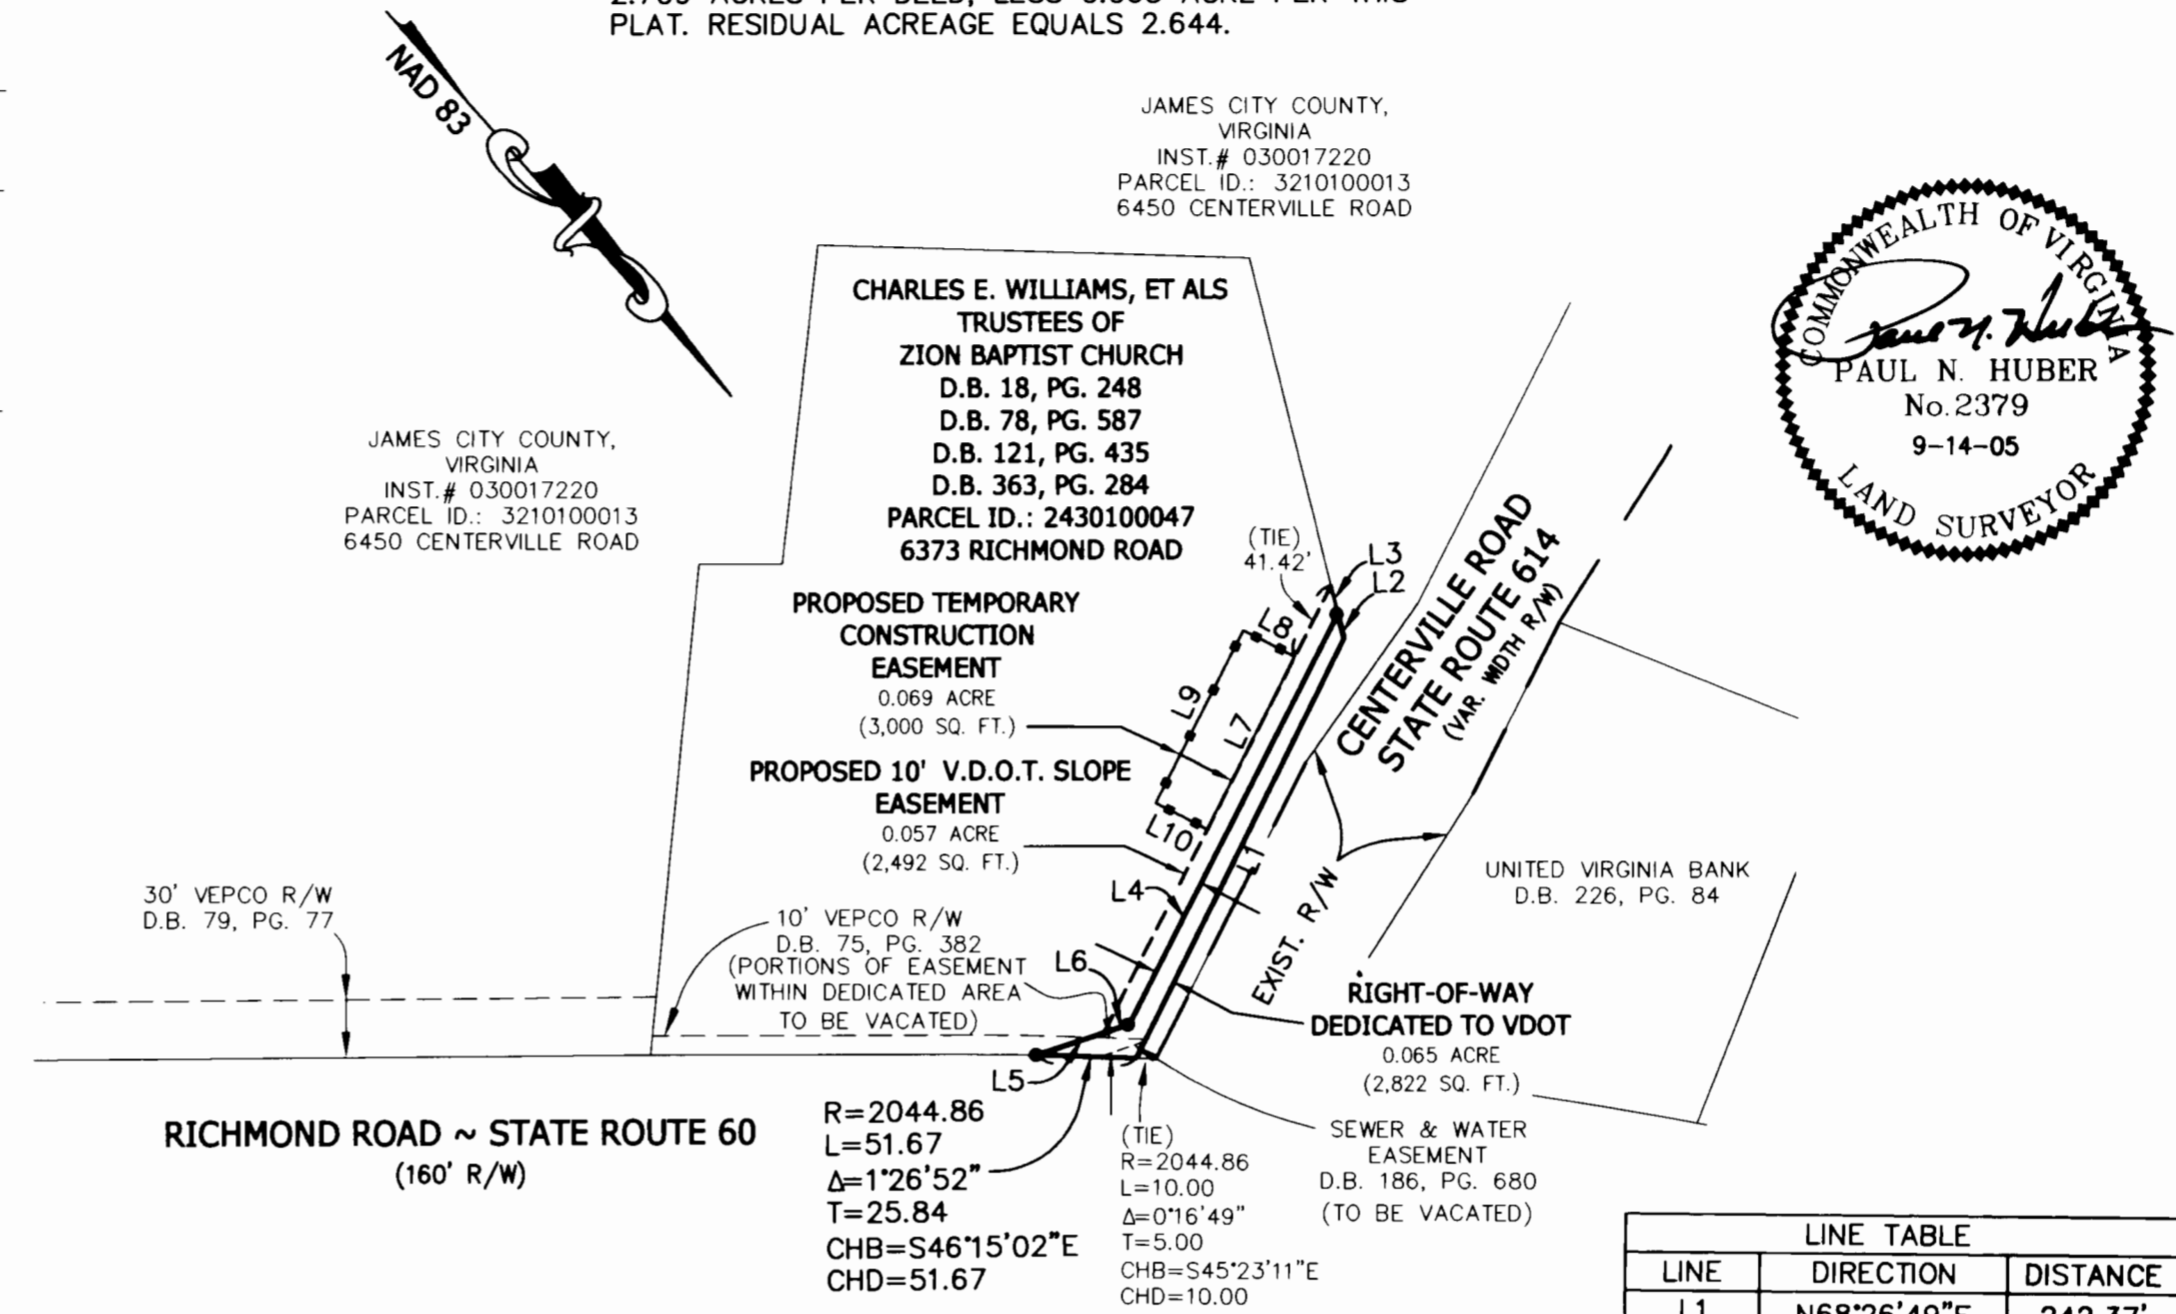 PLAT. RESIDUAL ACREAGE EQUALS 2.644.
NAD 83
JAMES CITY COUNTY,
VIRGINIA
INST.# 030017220
PARCEL ID.: 3210100013
6450 CENTERVILLE ROAD
COMMONWEALTH OF VIRGINIA
PAUL N. HUBER
No.2379
9-14-05
LAND SURVEYOR
CHARLES E. WILLIAMS, ET ALS
TRUSTEES OF
ZION BAPTIST CHURCH
D.B. 18, PG. 248
D.B. 78, PG. 587
D.B. 121, PG. 435
D.B. 363, PG. 284
PARCEL ID.: 2430100047
6373 RICHMOND ROAD
JAMES CITY COUNTY,
VIRGINIA
INST.# 030017220
PARCEL ID.: 3210100013
6450 CENTERVILLE ROAD
(TIE)
41.42'
L3
L2
L8
L9
L7
L10
L1
L4
L6
L5
CENTERVILLE ROAD
STATE ROUTE 614
(VAR. WIDTH R/W)
PROPOSED TEMPORARY
CONSTRUCTION
EASEMENT
0.069 ACRE
(3,000 SQ. FT.)
PROPOSED 10' V.D.O.T. SLOPE
EASEMENT
0.057 ACRE
(2,492 SQ. FT.)
EXIST. R/W
UNITED VIRGINIA BANK
D.B. 226, PG. 84
30' VEPCO R/W
D.B. 79, PG. 77
10' VEPCO R/W
D.B. 75, PG. 382
(PORTIONS OF EASEMENT
WITHIN DEDICATED AREA
TO BE VACATED)
RIGHT-OF-WAY
DEDICATED TO VDOT
0.065 ACRE
(2,822 SQ. FT.)
RICHMOND ROAD ~ STATE ROUTE 60
(160' R/W)
R=2044.86
L=51.67
Δ=1°26'52"
T=25.84
CHB=S46°15'02"E
CHD=51.67
(TIE)
R=2044.86
L=10.00
Δ=0°16'49"
T=5.00
CHB=S45°23'11"E
CHD=10.00
SEWER & WATER
EASEMENT
D.B. 186, PG. 680
(TO BE VACATED)
LINE TABLE
LINE DIRECTION DISTANCE